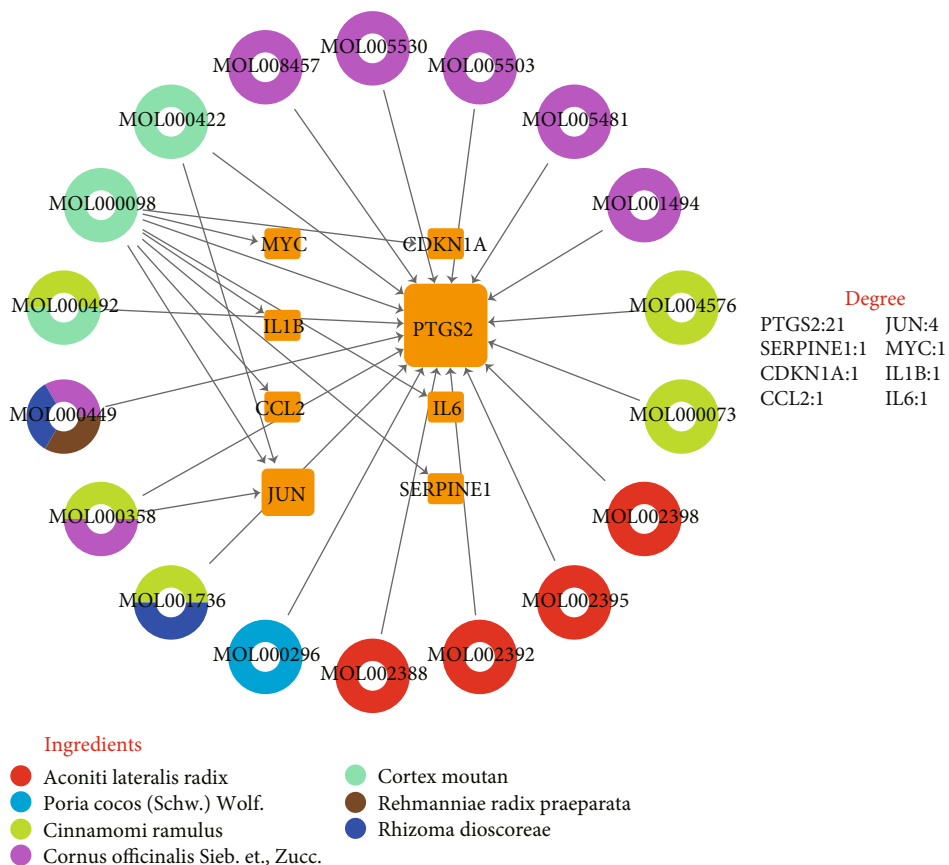 MOL005530
MOL008457
MOL005503
MOL000422
MOL005481
MOL000098
MOL001494
MYC
CDKN1A
MOL000492
MOL004576
PTGS2
IL1B
Degree
PTGS2:21 JUN:4
SERPINE1:1 MYC:1
CDKN1A:1 IL1B:1
CCL2:1 IL6:1
MOL000449
CCL2
IL6
MOL000073
JUN
SERPINE1
MOL000358
MOL002398
MOL001736
MOL002395
MOL000296
MOL002388
MOL002392
Ingredients
Aconiti lateralis radix
Poria cocos (Schw.) Wolf.
Cinnamomi ramulus
Cornus officinalis Sieb. et., Zucc.
Cortex moutan
Rehmanniae radix praeparata
Rhizoma dioscoreae